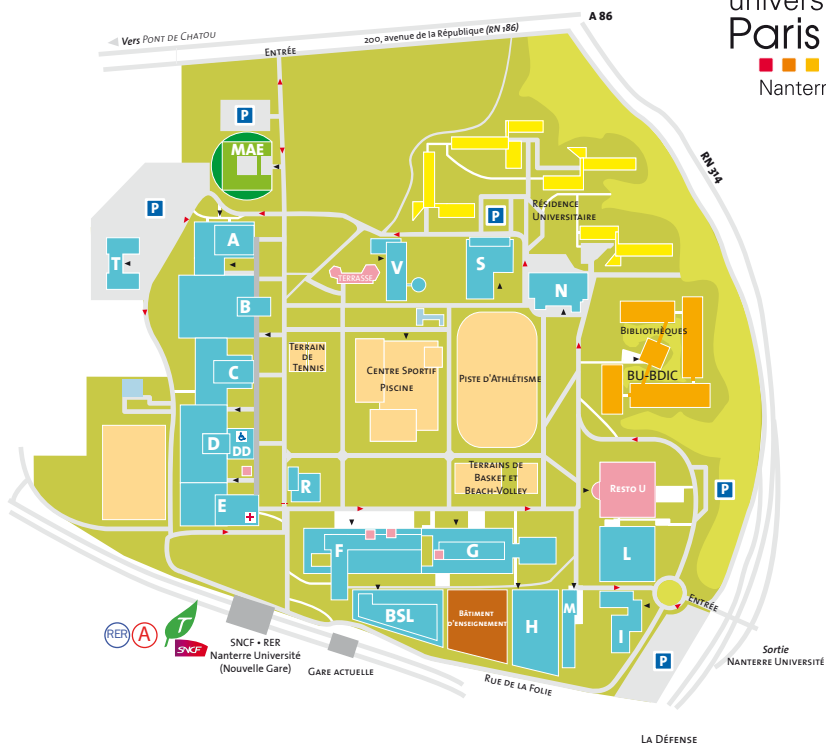 univers
Paris
Nanterr
A 86
Vers PONT DE CHATOU
200, avenue de la République (RN 186)
ENTRÉE
P
MAE
RN 314
P
RÉSIDENCE
UNIVERSITAIRE
P
A
T
V
S
TERRASSE
N
B
BIBLIOTHÈQUES
TERRAIN
DE
TENNIS
CENTRE SPORTIF
PISCINE
PISTE D'ATHLÉTISME
BU-BDIC
C
D
DD
TERRAINS DE
BASKET ET
BEACH-VOLLEY
R
RESTO U
P
E
F
G
L
BSL
BÂTIMENT
D'ENSEIGNEMENT
H
M
I
ENTRÉE
RER
A
T
SNCF
SNCF • RER
Nanterre Université
(Nouvelle Gare)
GARE ACTUELLE
RUE DE LA FOLIE
P
Sortie
NANTERRE UNIVERSITÉ
LA DÉFENSE